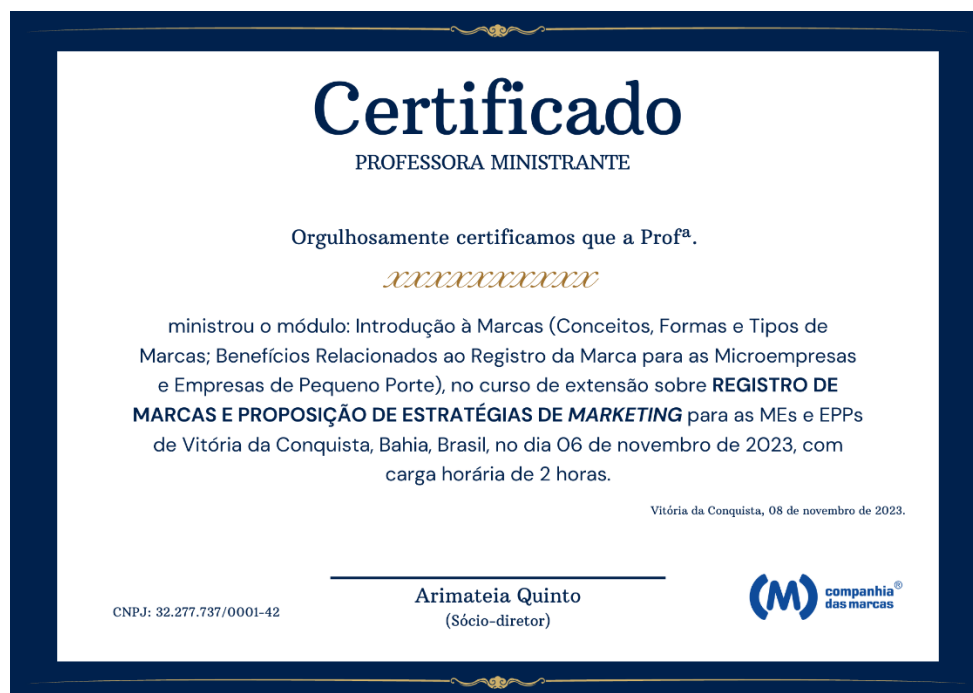 Certificado
PROFESSORA MINISTRANTE
Orgulhosamente certificamos que a Profª.
xxxxxxxxxxx
ministrou o módulo: Introdução à Marcas (Conceitos, Formas e Tipos de
Marcas; Benefícios Relacionados ao Registro da Marca para as Microempresas
e Empresas de Pequeno Porte), no curso de extensão sobre REGISTRO DE
MARCAS E PROPOSIÇÃO DE ESTRATÉGIAS DE MARKETING para as MEs e EPPs
de Vitória da Conquista, Bahia, Brasil, no dia 06 de novembro de 2023, com
carga horária de 2 horas.
Vitória da Conquista, 08 de novembro de 2023.
CNPJ: 32.277.737/0001-42
Arimateia Quinto
(Sócio-diretor)
(M) companhia®
das marcas